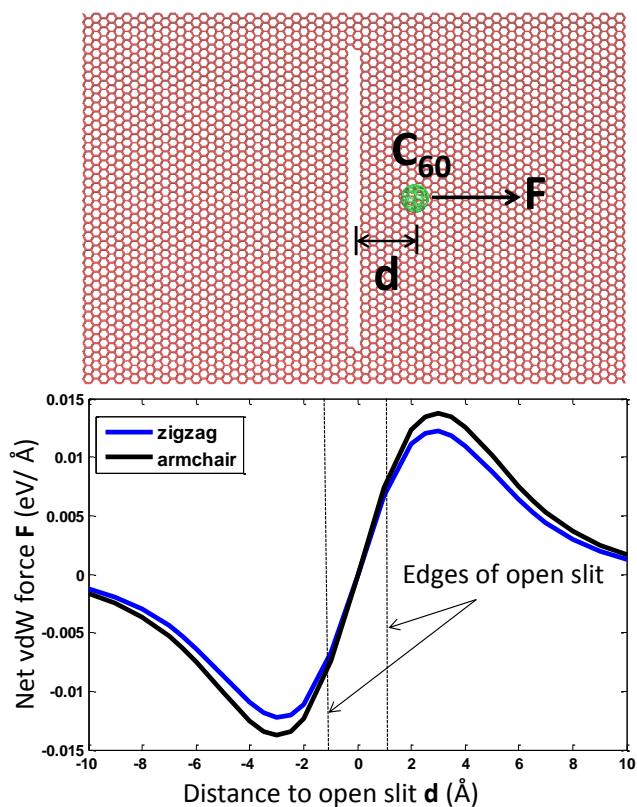 C60
F
d
0.015
0.01
0.005
0
-0.005
-0.01
-0.015
zigzag
armchair
Edges of open slit
Net vdW force F (eV/ Å)
-10 -8 -6 -4 -2 0 2 4 6 8 10
Distance to open slit d (Å)